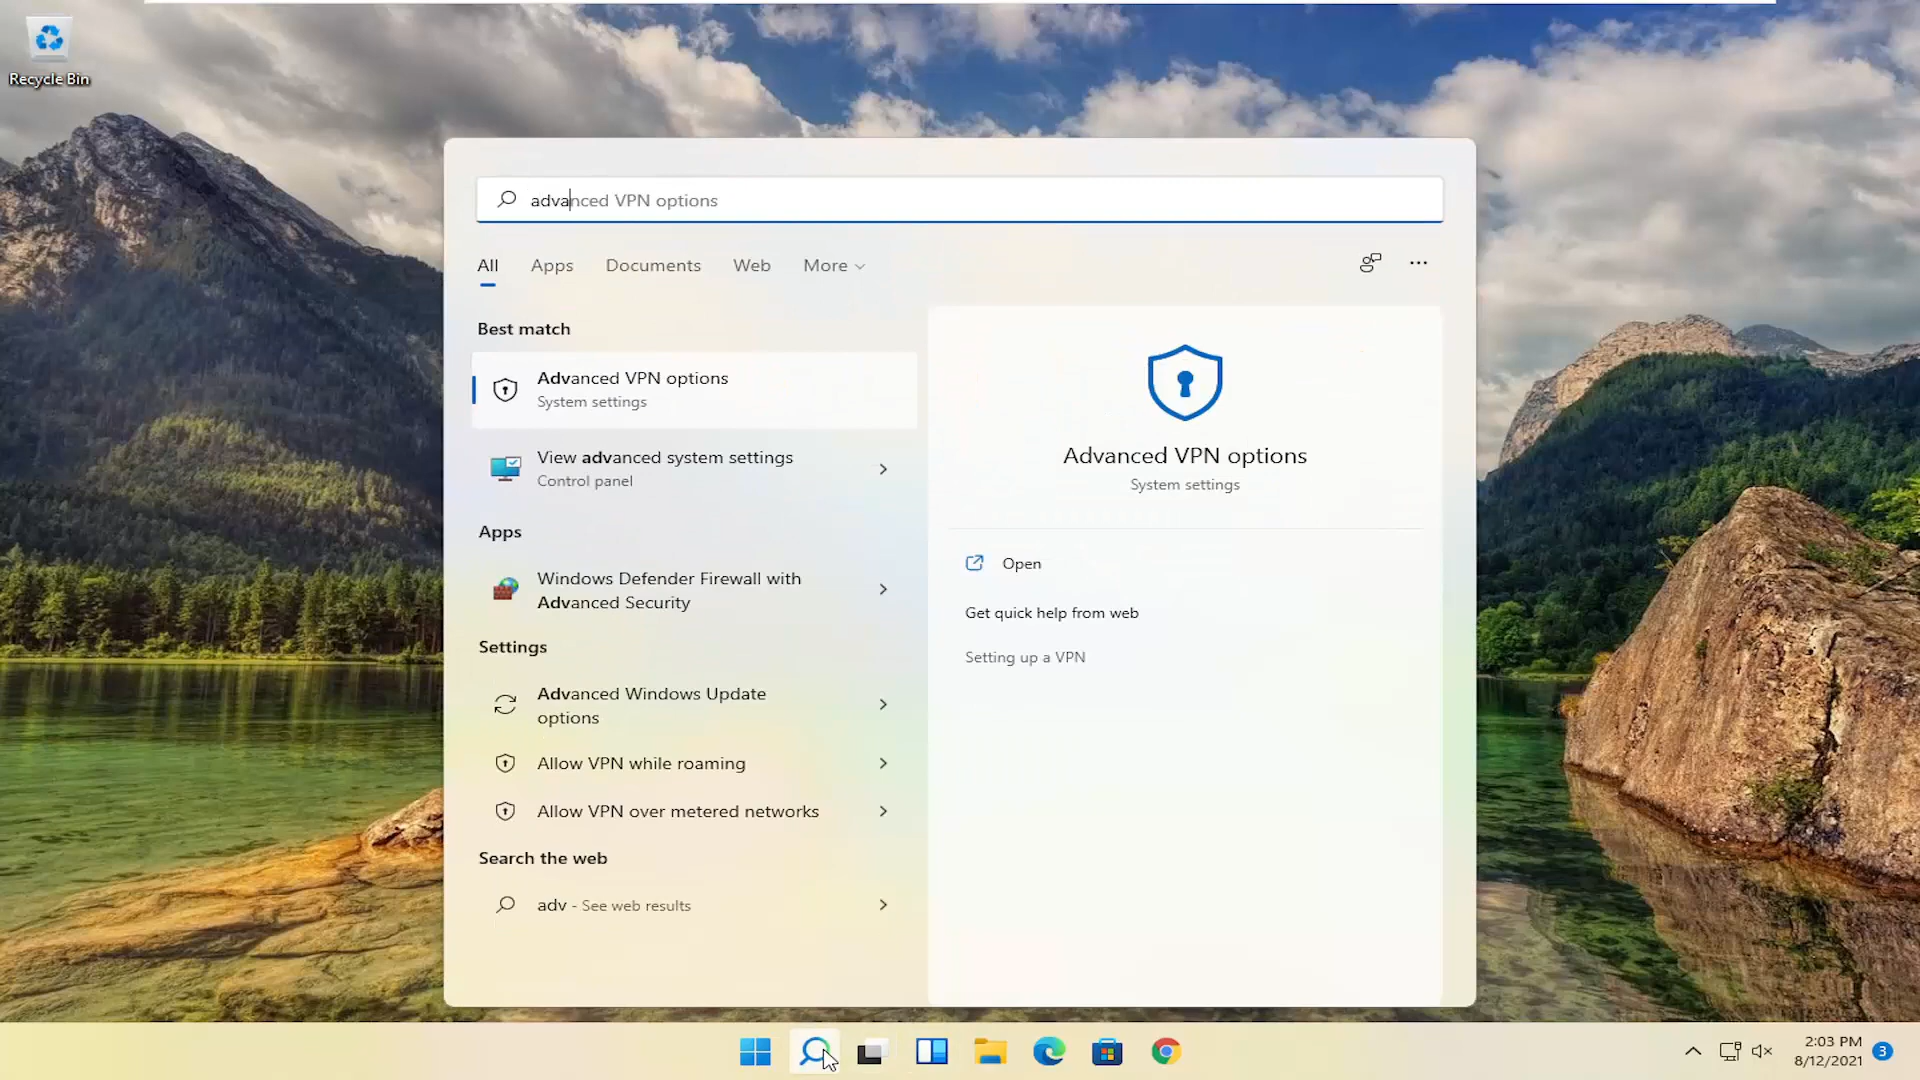 Recycle Bin
advanced VPN options
All Apps Documents Web More
Best match
Advanced VPN options
System settings
View advanced system settings
Control panel
Apps
Windows Defender Firewall with
Advanced Security
Settings
Advanced Windows Update
options
Allow VPN while roaming
Allow VPN over metered networks
Search the web
adv - See web results
Advanced VPN options
System settings
Open
Get quick help from web
Setting up a VPN
2:03 PM
8/12/2021
3